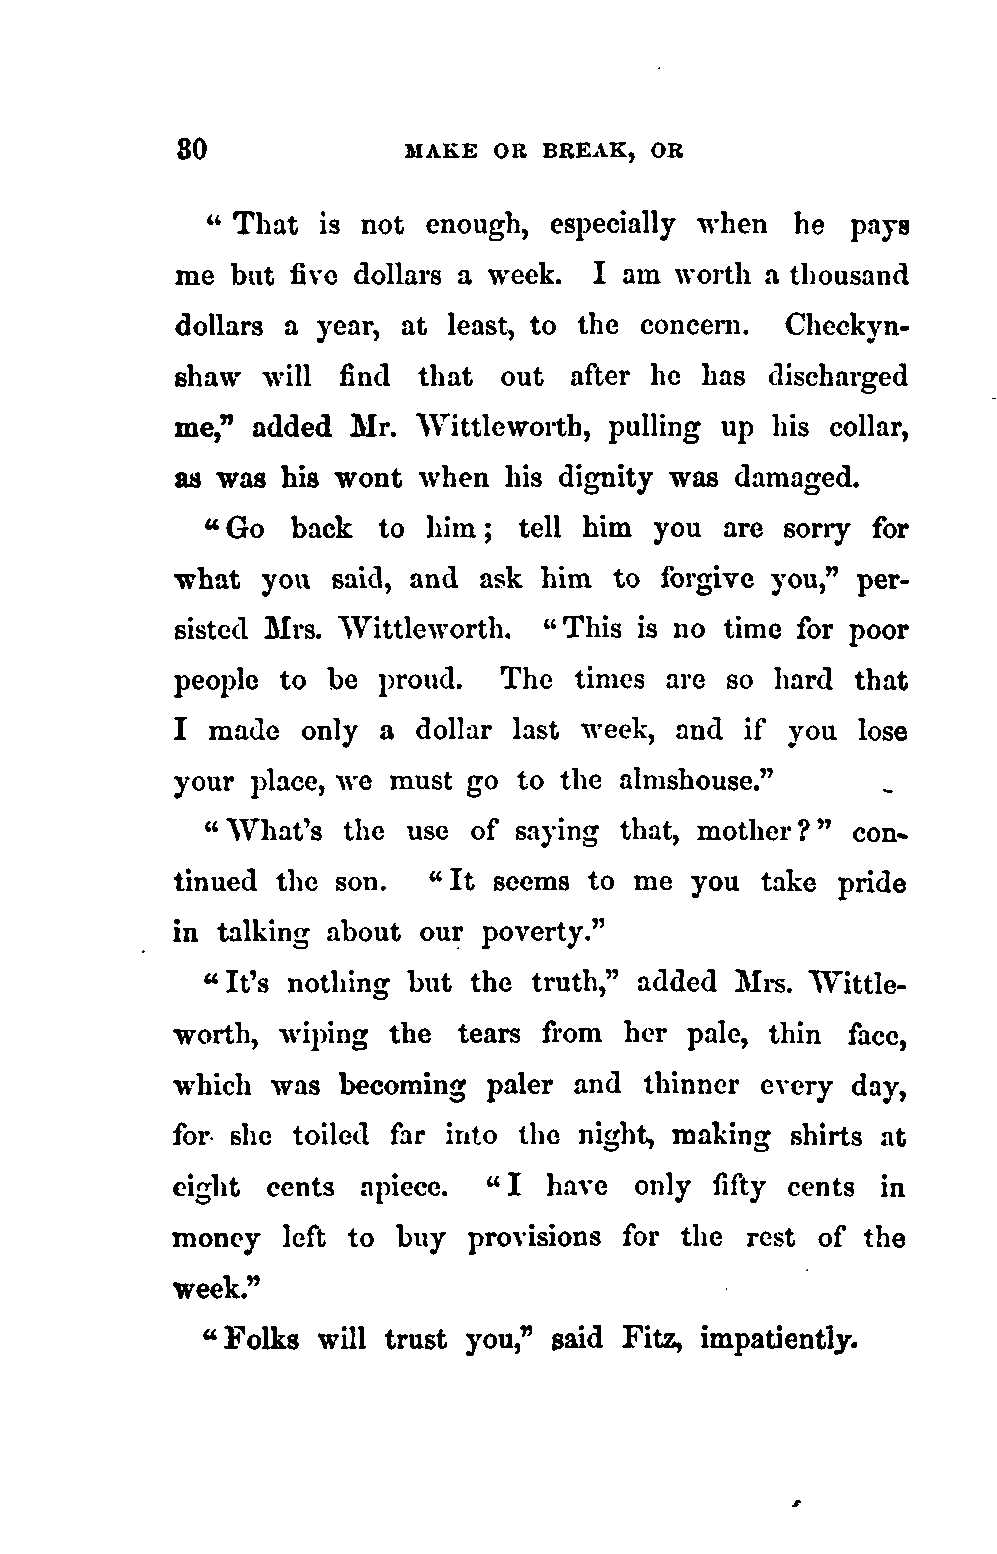 30 MAKE OR BREAK, OR
“ That is not enough, especially when he pays
me but five dollars a week. I am worth a thousand
dollars a year, at least, to the concern. Checkyn-
shaw will find that out after he has discharged
me,” added Mr. Wittleworth, pulling up his collar,
as was his wont when his dignity was damaged.
“Go back to him; tell him you are sorry for
what you said, and ask him to forgive you,” per-
sisted Mrs. Wittleworth. “This is no time for poor
people to be proud. The times are so hard that
I made only a dollar last week, and if you lose
your place, we must go to the almshouse.”
“What's the use of saying that, mother?” con-
tinued the son. “It seems to me you take pride
in talking about our poverty.”
“It's nothing but the truth,” added Mrs. Wittle-
worth, wiping the tears from her pale, thin face,
which was becoming paler and thinner every day,
for she toiled far into the night, making shirts at
eight cents apiece. “I have only fifty cents in
money left to buy provisions for the rest of the
week.”
“Folks will trust you,” said Fitz, impatiently.